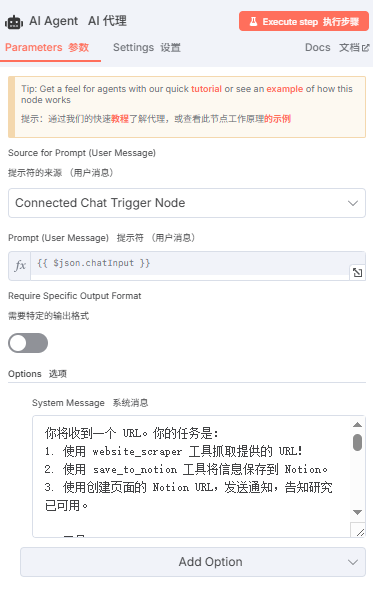 AI Agent AI 代理
Execute step 执行步骤
Parameters 参数 Settings 设置 Docs 文档
Tip: Get a feel for agents with our quick tutorial or see an example of how this
node works
提示：通过我们的快速教程了解代理，或查看此节点工作原理的示例
Source for Prompt (User Message)
提示符的来源 （用户消息）
Connected Chat Trigger Node
Prompt (User Message) 提示符 （用户消息）
fx {{ $json.chatInput }}
Require Specific Output Format
需要特定的输出格式
Options 选项
System Message 系统消息
你将收到一个 URL。你的任务是：
1. 使用 website_scraper 工具抓取提供的 URL！
2. 使用 save_to_notion 工具将信息保存到 Notion。
3. 使用创建页面的 Notion URL，发送通知，告知研究
已可用。
Add Option